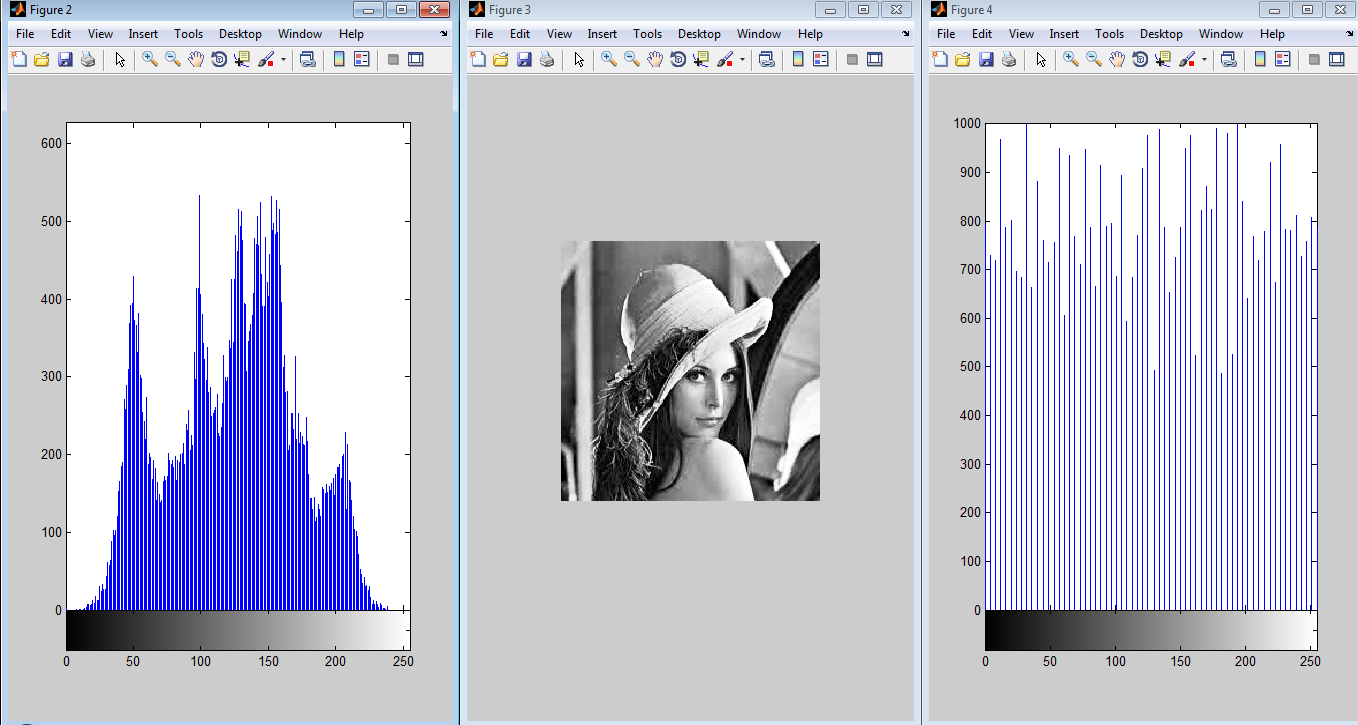 Figure 2
File Edit View Insert Tools Desktop Window Help
600
500
400
300
200
100
0
0 50 100 150 200 250
Figure 3
File Edit View Insert Tools Desktop Window Help
Figure 4
File Edit View Insert Tools Desktop Window Help
1000
900
800
700
600
500
400
300
200
100
0
0 50 100 150 200 250